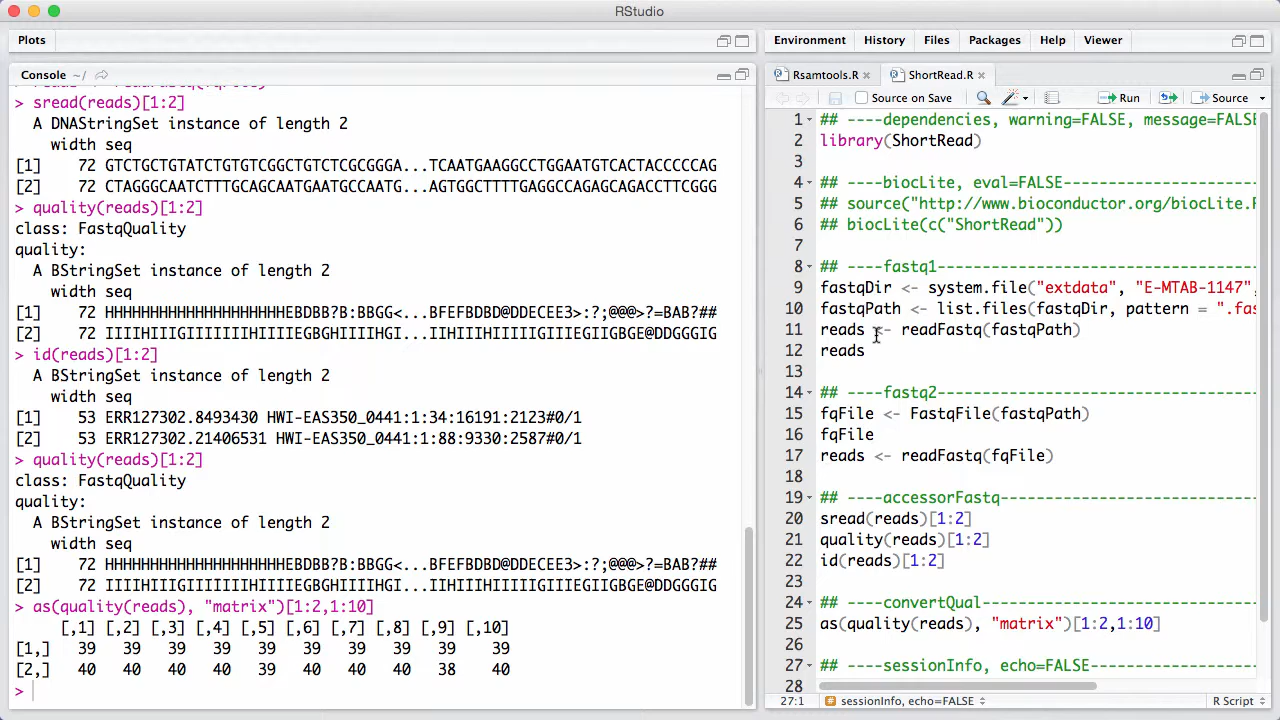 RStudio
Plots
Console ~/
> sread(reads)[1:2]
  A DNAStringSet instance of length 2
    width seq
[1]    72 GTCTGCTGTATCTGTGTCGGCTGTCTCGCGGGA...TCAATGAAGGCCTGGAATGTCACTACCCCCAG
[2]    72 CTAGGGCAATCTTTGCAGCAATGAATGCCAATG...AGTGGCTTTTGAGGCCAGAGCAGACCTTCGGG
> quality(reads)[1:2]
class: FastqQuality
quality:
  A BStringSet instance of length 2
    width seq
[1]    72 HHHHHHHHHHHHHHHHHHHHEBDBB?B:BBGG<...BFEFBDBD@DDECEE3>:?;@@@>?=BAB?##
[2]    72 IIIIHIIIGIIIIIIIHIIIIEGBGHIIIIHGI...IIHIIIHIIIIIGIIIEGIIGBGE@DDGGGIG
> id(reads)[1:2]
  A BStringSet instance of length 2
    width seq
[1]    53 ERR127302.8493430 HWI-EAS350_0441:1:34:16191:2123#0/1
[2]    53 ERR127302.21406531 HWI-EAS350_0441:1:88:9330:2587#0/1
> quality(reads)[1:2]
class: FastqQuality
quality:
  A BStringSet instance of length 2
    width seq
[1]    72 HHHHHHHHHHHHHHHHHHHHEBDBB?B:BBGG<...BFEFBDBD@DDECEE3>:?;@@@>?=BAB?##
[2]    72 IIIIHIIIGIIIIIIIHIIIIEGBGHIIIIHGI...IIHIIIHIIIIIGIIIEGIIGBGE@DDGGGIG
> as(quality(reads), "matrix")[1:2,1:10]
     [,1] [,2] [,3] [,4] [,5] [,6] [,7] [,8] [,9] [,10]
[1,]   39   39   39   39   39   39   39   39   39    39
[2,]   40   40   40   40   39   40   40   40   38    40
>
Environment History Files Packages Help Viewer
Rsamtools.R ShortRead.R
Source on Save Run Source
1 ## ----dependencies, warning=FALSE, message=FALSE
2 library(ShortRead)
3
4 ## ----biocLite, eval=FALSE------------------------
5 ## source("http://www.bioconductor.org/biocLite.R
6 ## biocLite(c("ShortRead"))
7
8 ## ----fastq1-----------------------------------
9 fastqDir <- system.file("extdata", "E-MTAB-1147",
10 fastqPath <- list.files(fastqDir, pattern = ".fas
11 reads <- readFastq(fastqPath)
12 reads
13
14 ## ----fastq2-----------------------------------
15 fqFile <- FastqFile(fastqPath)
16 fqFile
17 reads <- readFastq(fqFile)
18
19 ## ----accessorFastq----------------------------
20 sread(reads)[1:2]
21 quality(reads)[1:2]
22 id(reads)[1:2]
23
24 ## ----convertQual------------------------------
25 as(quality(reads), "matrix")[1:2,1:10]
26
27 ## ----sessionInfo, echo=FALSE------------------
28
27:1 # sessionInfo, echo=FALSE R Script